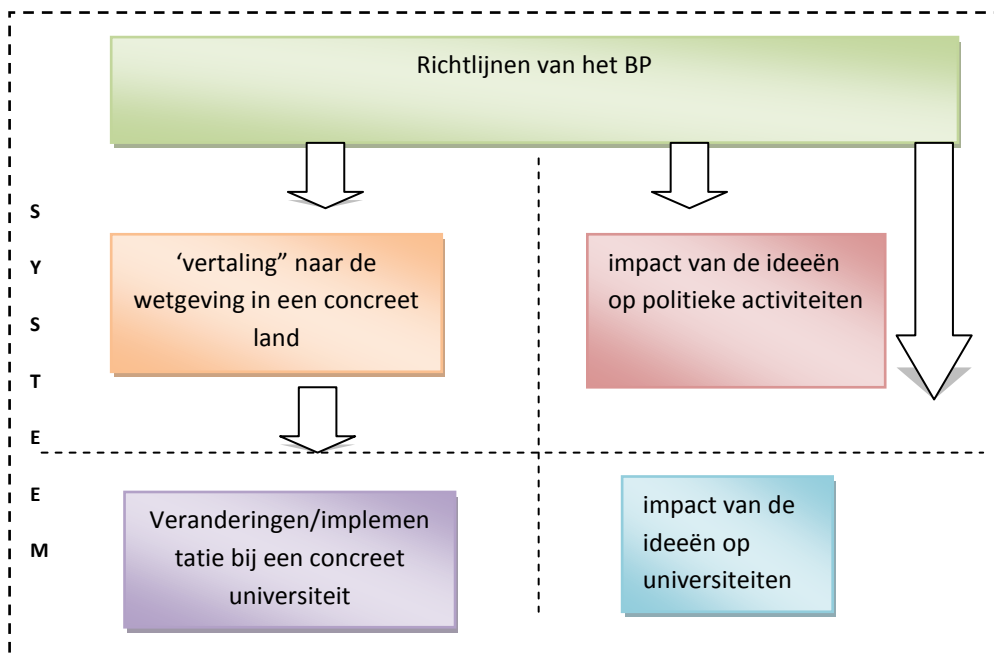 Richtlijnen van het BP
S
Y
S
T
E
E
M
‘vertaling” naar de
wetgeving in een concreet
land
impact van de ideeën
op politieke activiteiten
Veranderingen/implemen
tatie bij een concreet
universiteit
impact van de
ideeën op
universiteiten